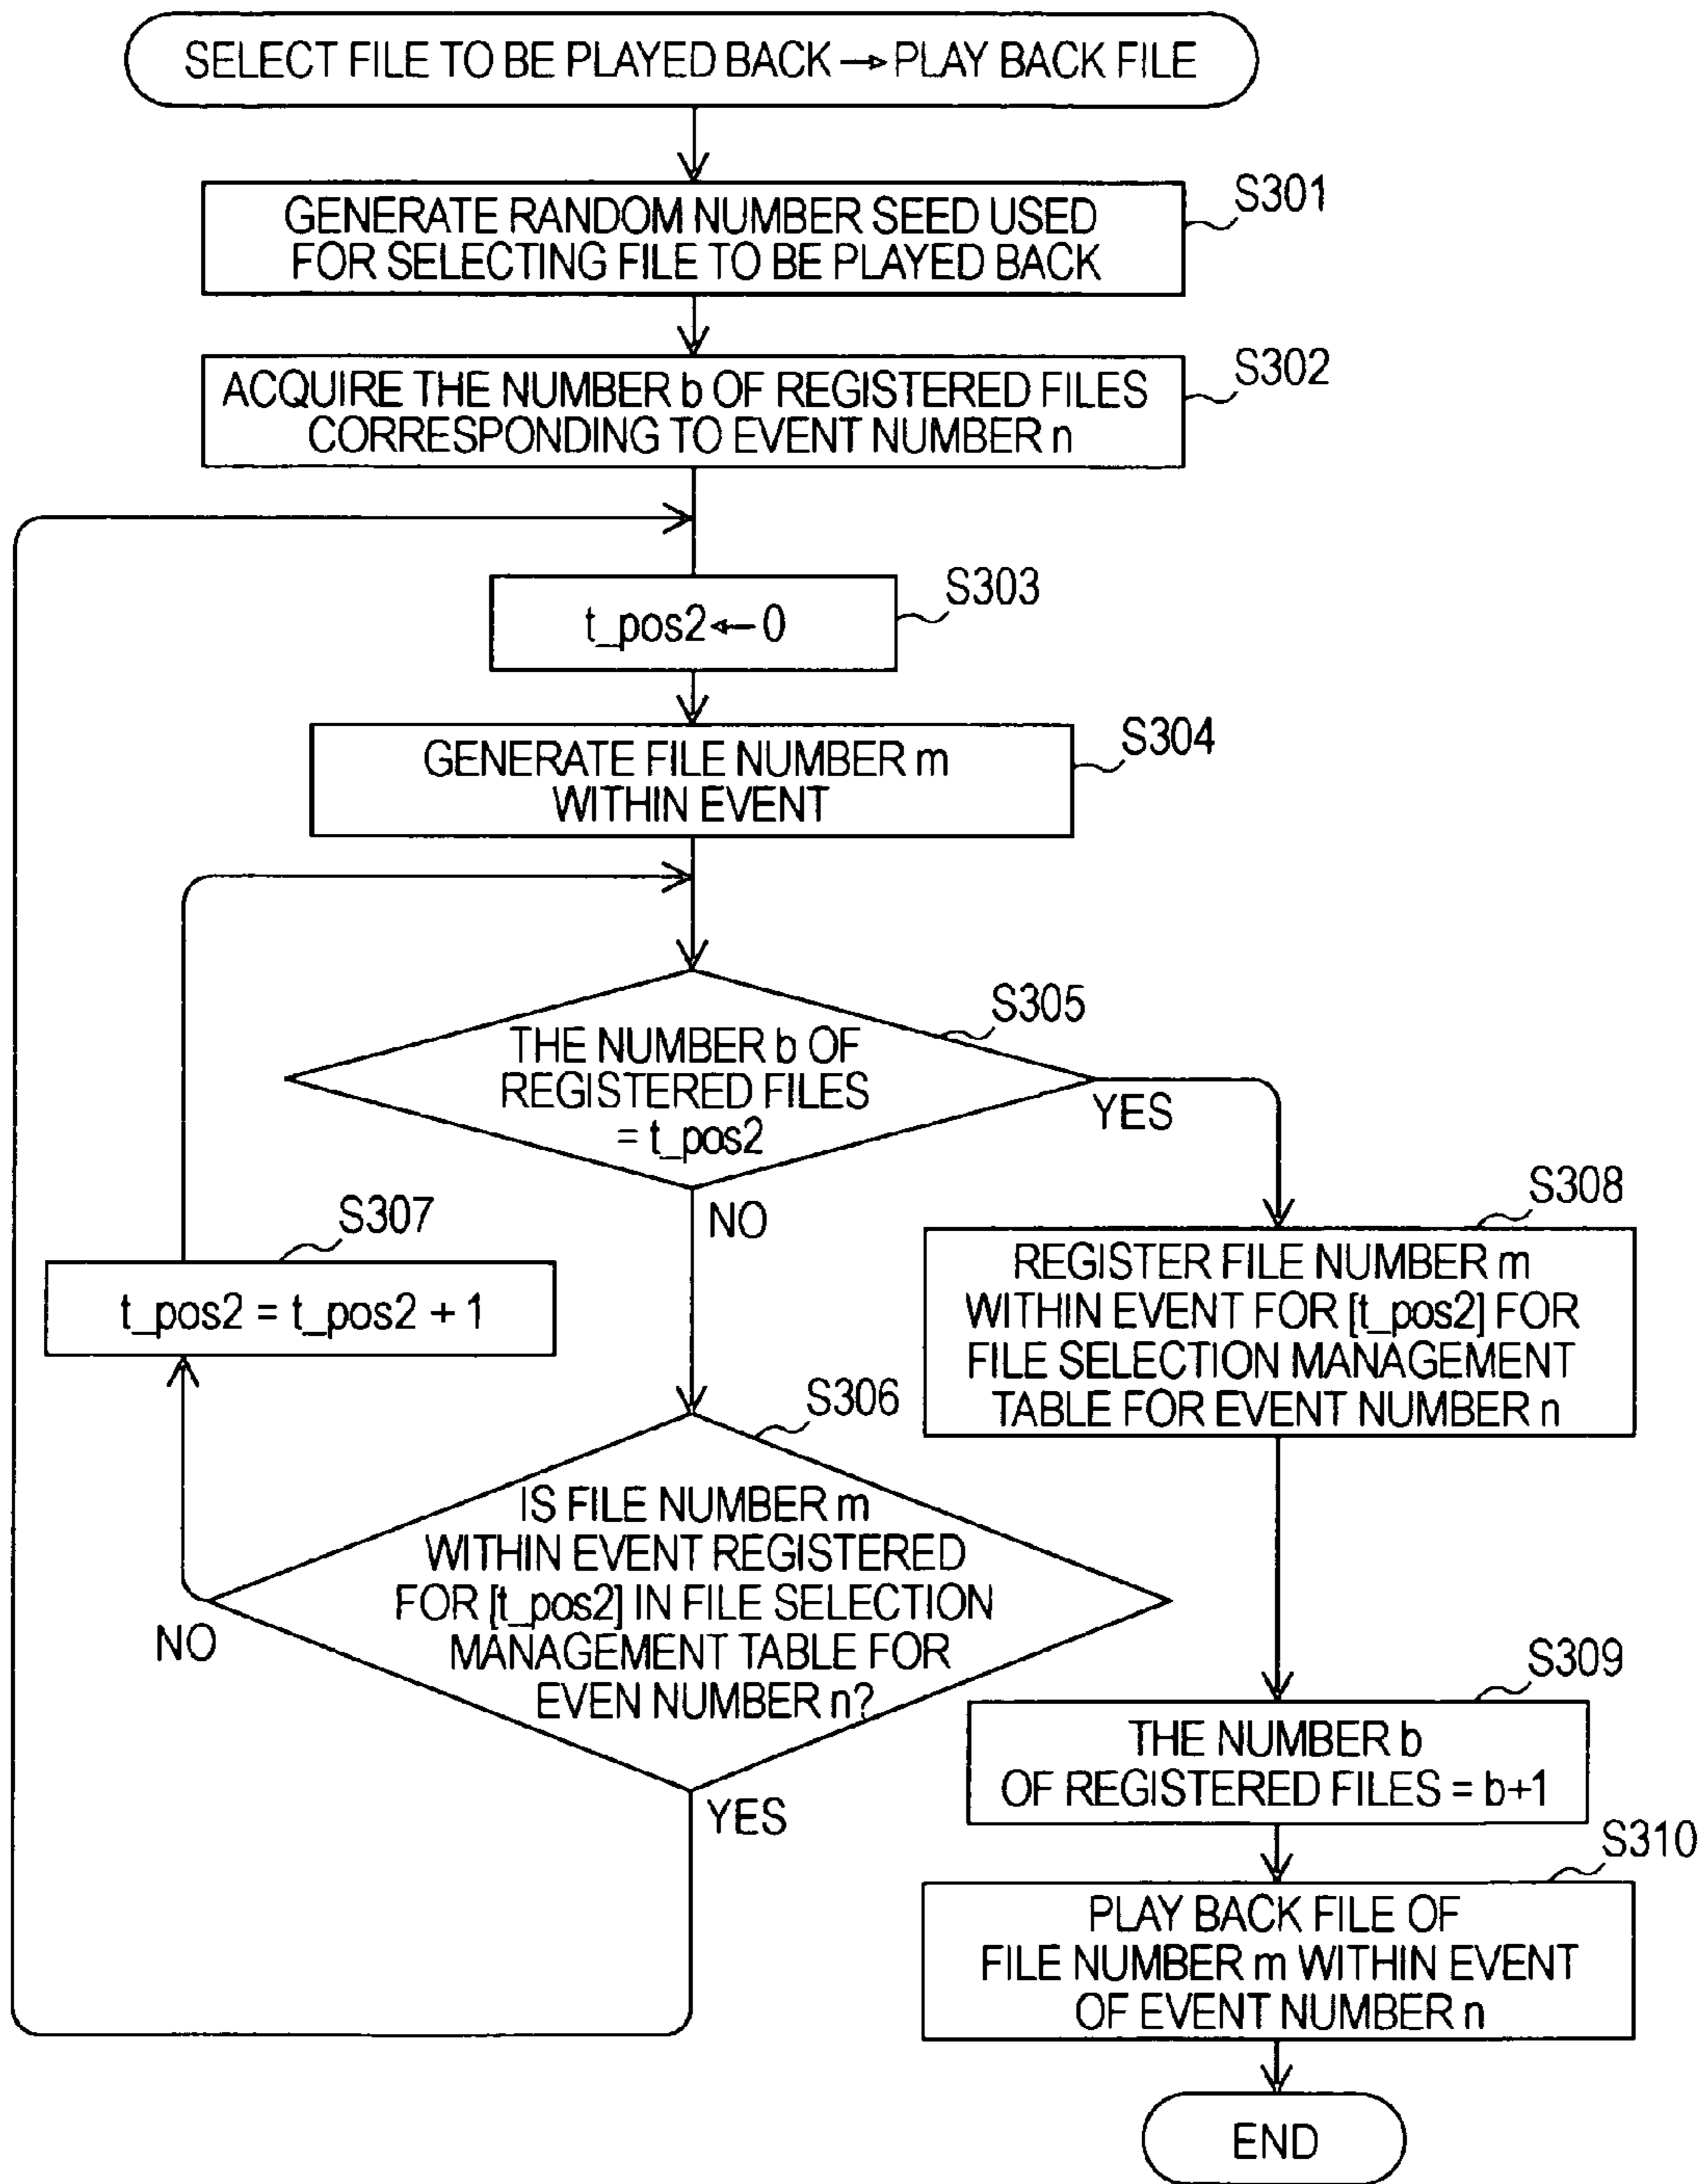 SELECT FILE TO BE PLAYED BACK → PLAY BACK FILE
S301
GENERATE RANDOM NUMBER SEED USED
FOR SELECTING FILE TO BE PLAYED BACK
S302
ACQUIRE THE NUMBER b OF REGISTERED FILES
CORRESPONDING TO EVENT NUMBER n
S303
t_pos2 ← 0
S304
GENERATE FILE NUMBER m
WITHIN EVENT
S305
THE NUMBER b OF
REGISTERED FILES
= t_pos2
YES
NO
S307
t_pos2 = t_pos2 + 1
S306
IS FILE NUMBER m
WITHIN EVENT REGISTERED
FOR [t_pos2] IN FILE SELECTION
MANAGEMENT TABLE FOR
EVEN NUMBER n?
NO
YES
S308
REGISTER FILE NUMBER m
WITHIN EVENT FOR [t_pos2] FOR
FILE SELECTION MANAGEMENT
TABLE FOR EVENT NUMBER n
S309
THE NUMBER b
OF REGISTERED FILES = b+1
S310
PLAY BACK FILE OF
FILE NUMBER m WITHIN EVENT
OF EVENT NUMBER n
END